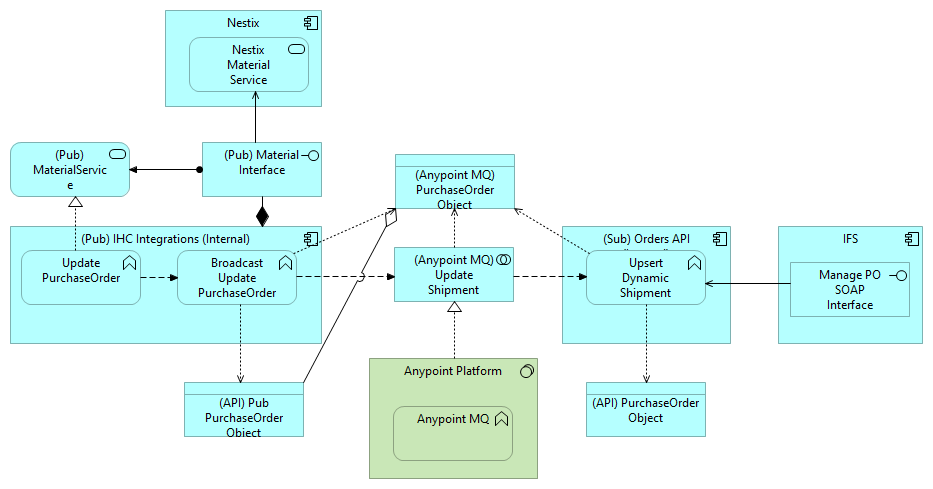 Nestix
Nestix
Material
Service
(Pub)
MaterialServic
e
(Pub) Material
Interface
(Anypoint MQ)
PurchaseOrder
Object
(Pub) IHC Integrations (Internal)
Update
PurchaseOrder
Broadcast
Update
PurchaseOrder
(Anypoint MQ)
Update
Shipment
(Sub) Orders API
Upsert
Dynamic
Shipment
IFS
Manage PO
SOAP
Interface
(API) Pub
PurchaseOrder
Object
Anypoint Platform
Anypoint MQ
(API) PurchaseOrder
Object